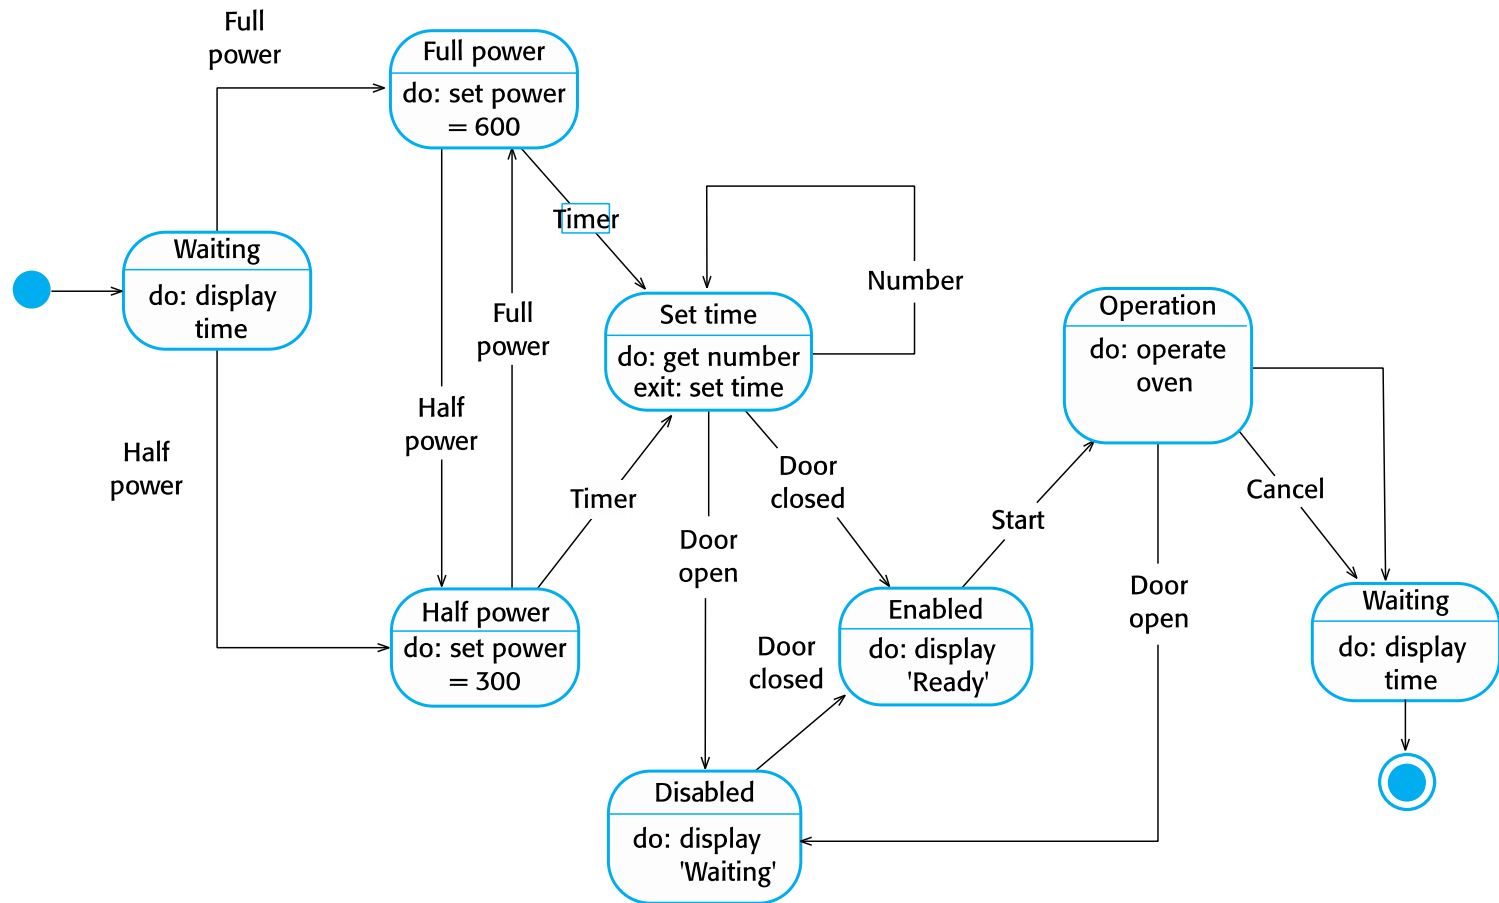 Full
power
Full power
do: set power
= 600
Timer
Waiting
do: display
time
Number
Full
power
Set time
do: get number
exit: set time
Operation
do: operate
oven
Half
power
Half
power
Timer
Door
closed
Cancel
Start
Door
open
Door
open
Half power
do: set power
= 300
Enabled
do: display
'Ready'
Waiting
do: display
time
Door
closed
Disabled
do: display
'Waiting'